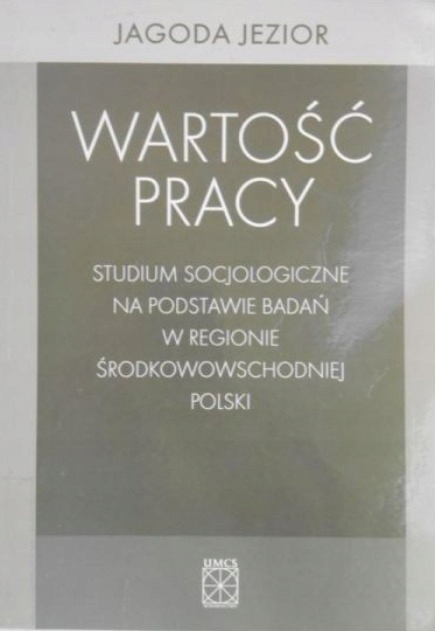 JAGODA JEZIOR
WARTOŚĆ
PRACY
STUDIUM SOCJOLOGICZNE
NA PODSTAWIE BADAŃ
W REGIONIE
ŚRODKOWOWSCHODNIEJ
POLSKI
UMCS